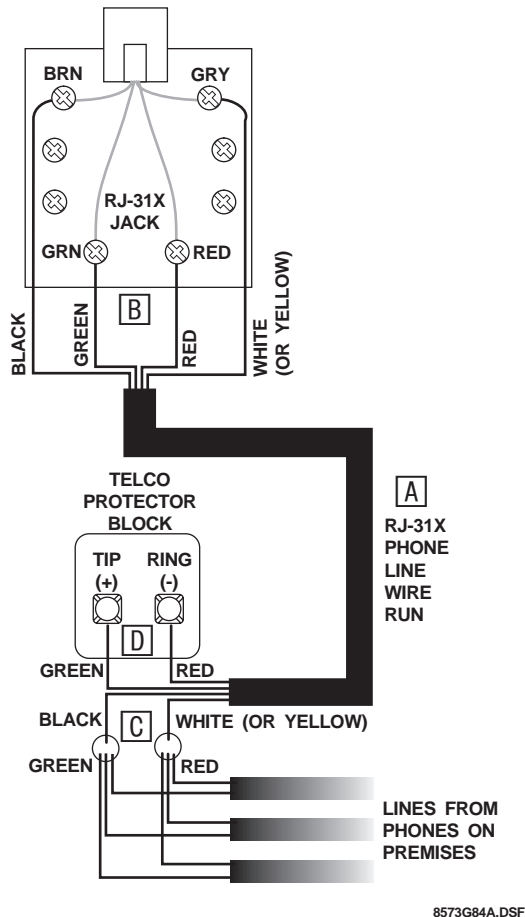 BRN
GRY
RJ-31X
JACK
GRN
RED
B
BLACK
GREEN
RED
WHITE
(OR YELLOW)
A
RJ-31X
PHONE
LINE
WIRE
RUN
TELCO
PROTECTOR
BLOCK
TIP
(+)
RING
(-)
D
GREEN
RED
BLACK
C
WHITE (OR YELLOW)
GREEN
RED
LINES FROM
PHONES ON
PREMISES
8573G84A.DSF